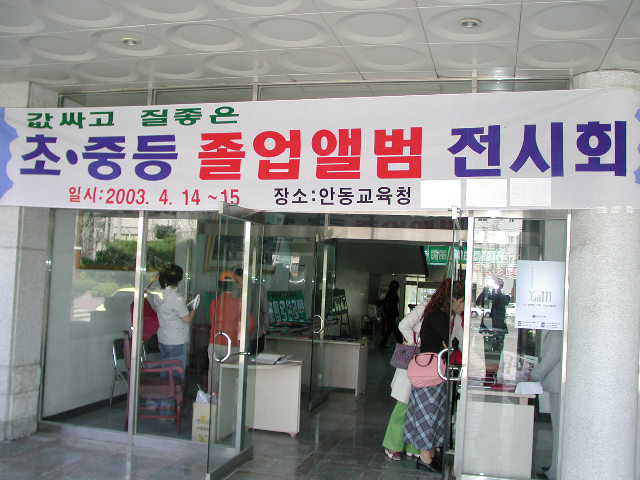 값싸고 질좋은
초·중등 졸업앨범 전시회
일시:2003. 4. 14 ~15 장소:안동교육청